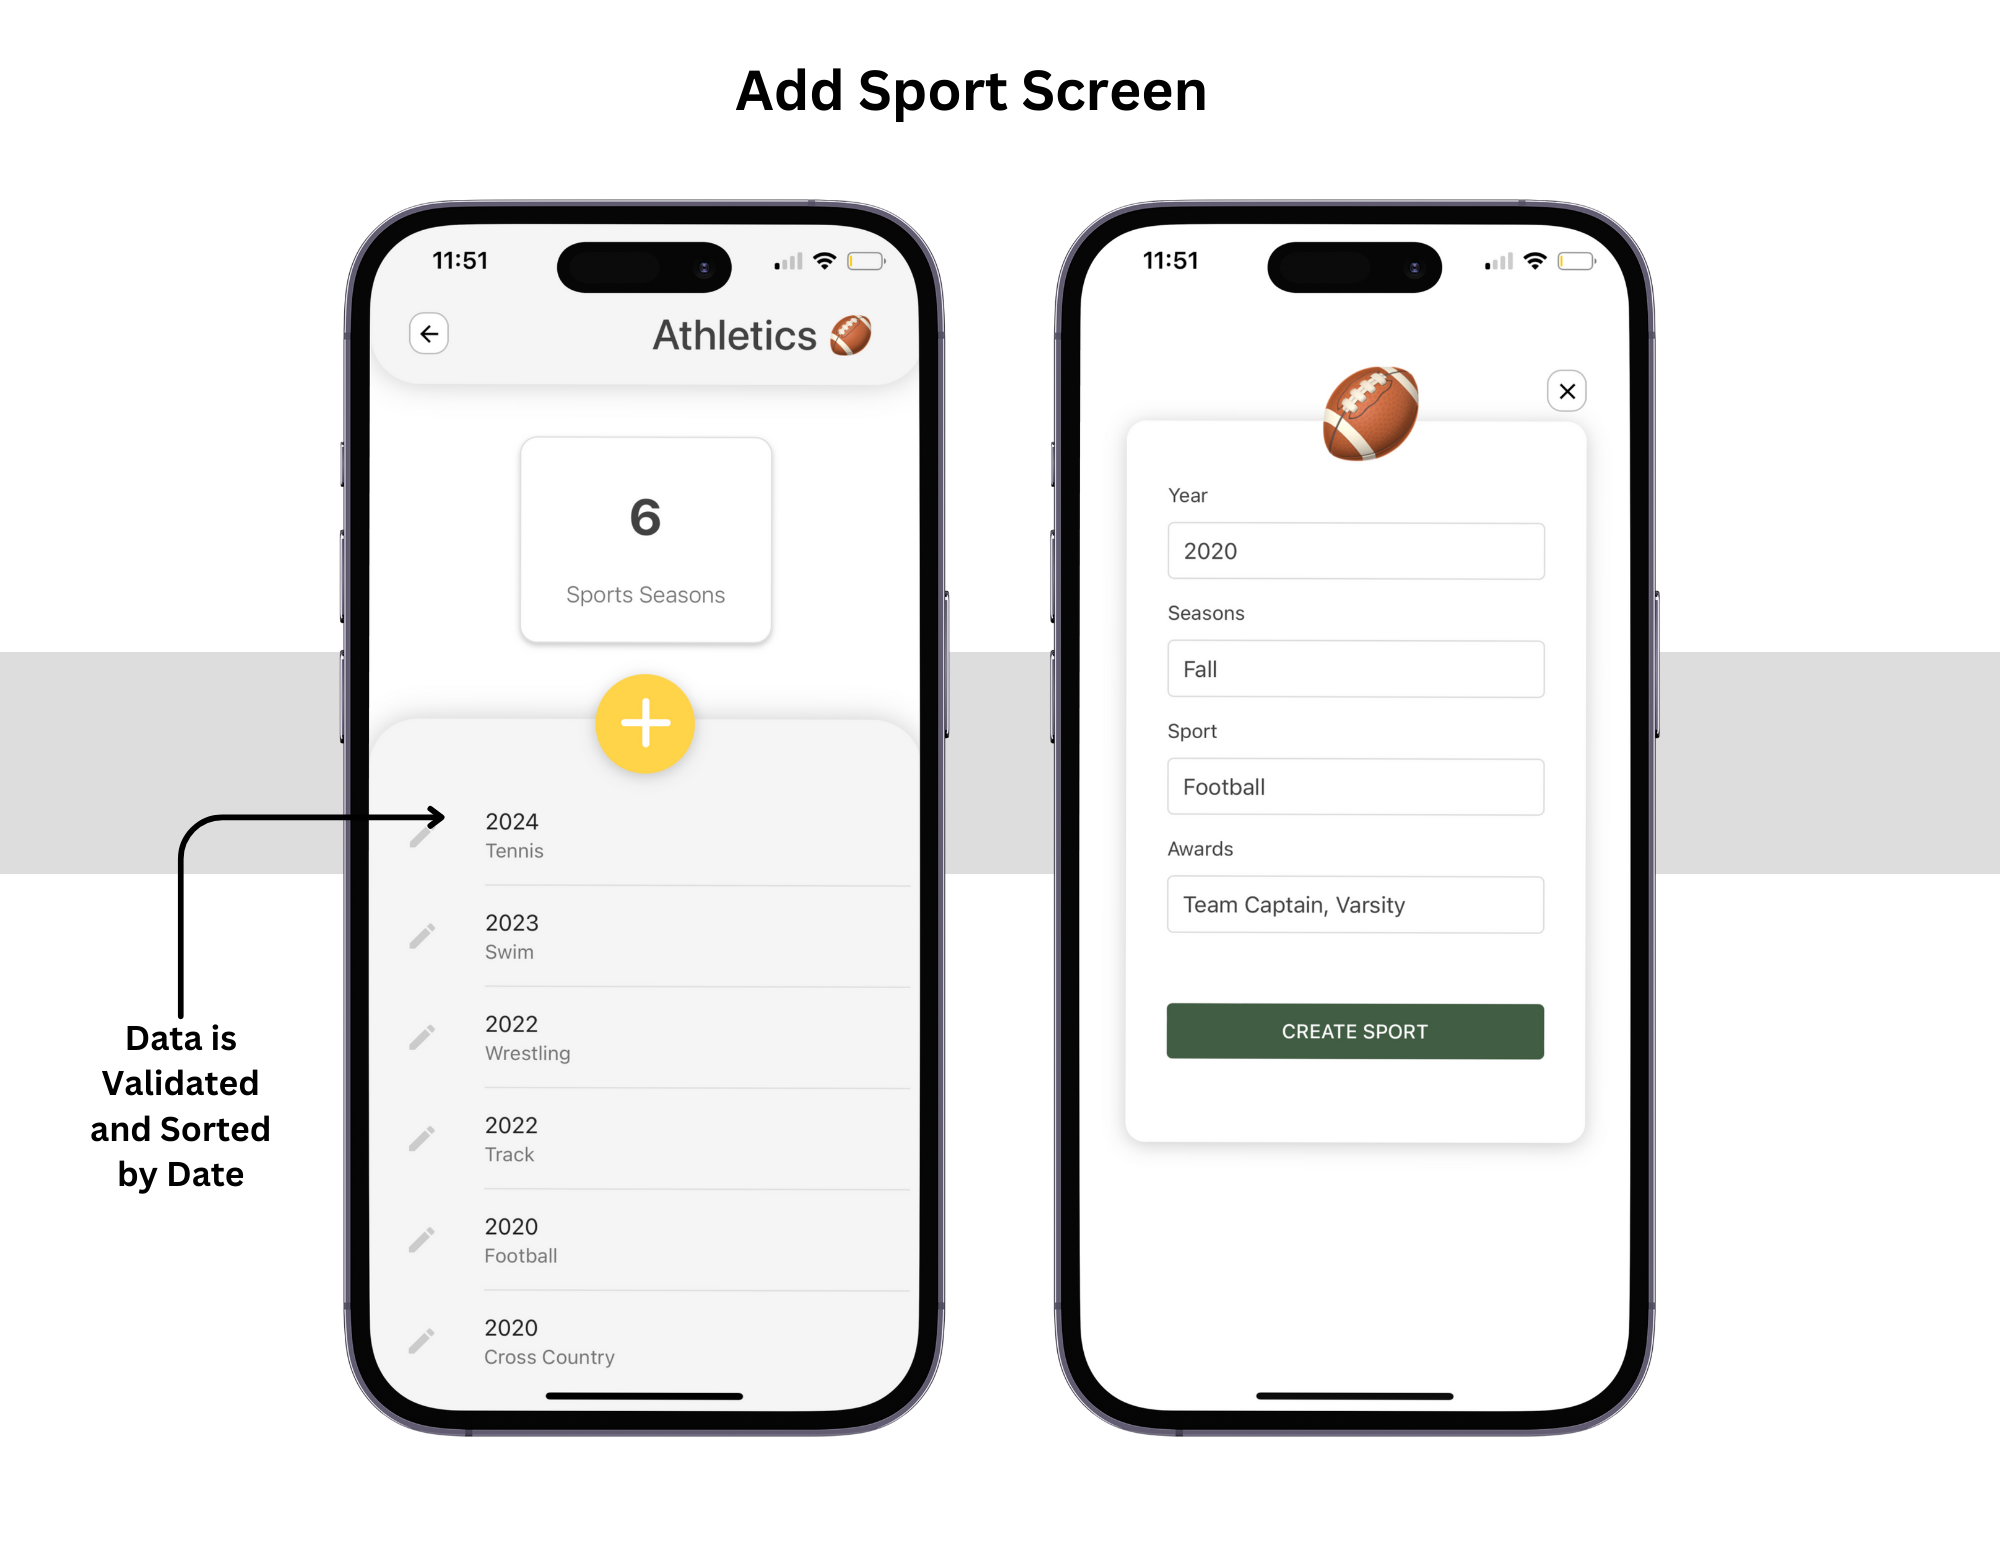 Add Sport Screen
11:51
Athletics
6
Sports Seasons
2024
Tennis
2023
Swim
2022
Wrestling
2022
Track
2020
Football
2020
Cross Country
Data is
Validated
and Sorted
by Date
11:51
Year
2020
Seasons
Fall
Sport
Football
Awards
Team Captain, Varsity
CREATE SPORT